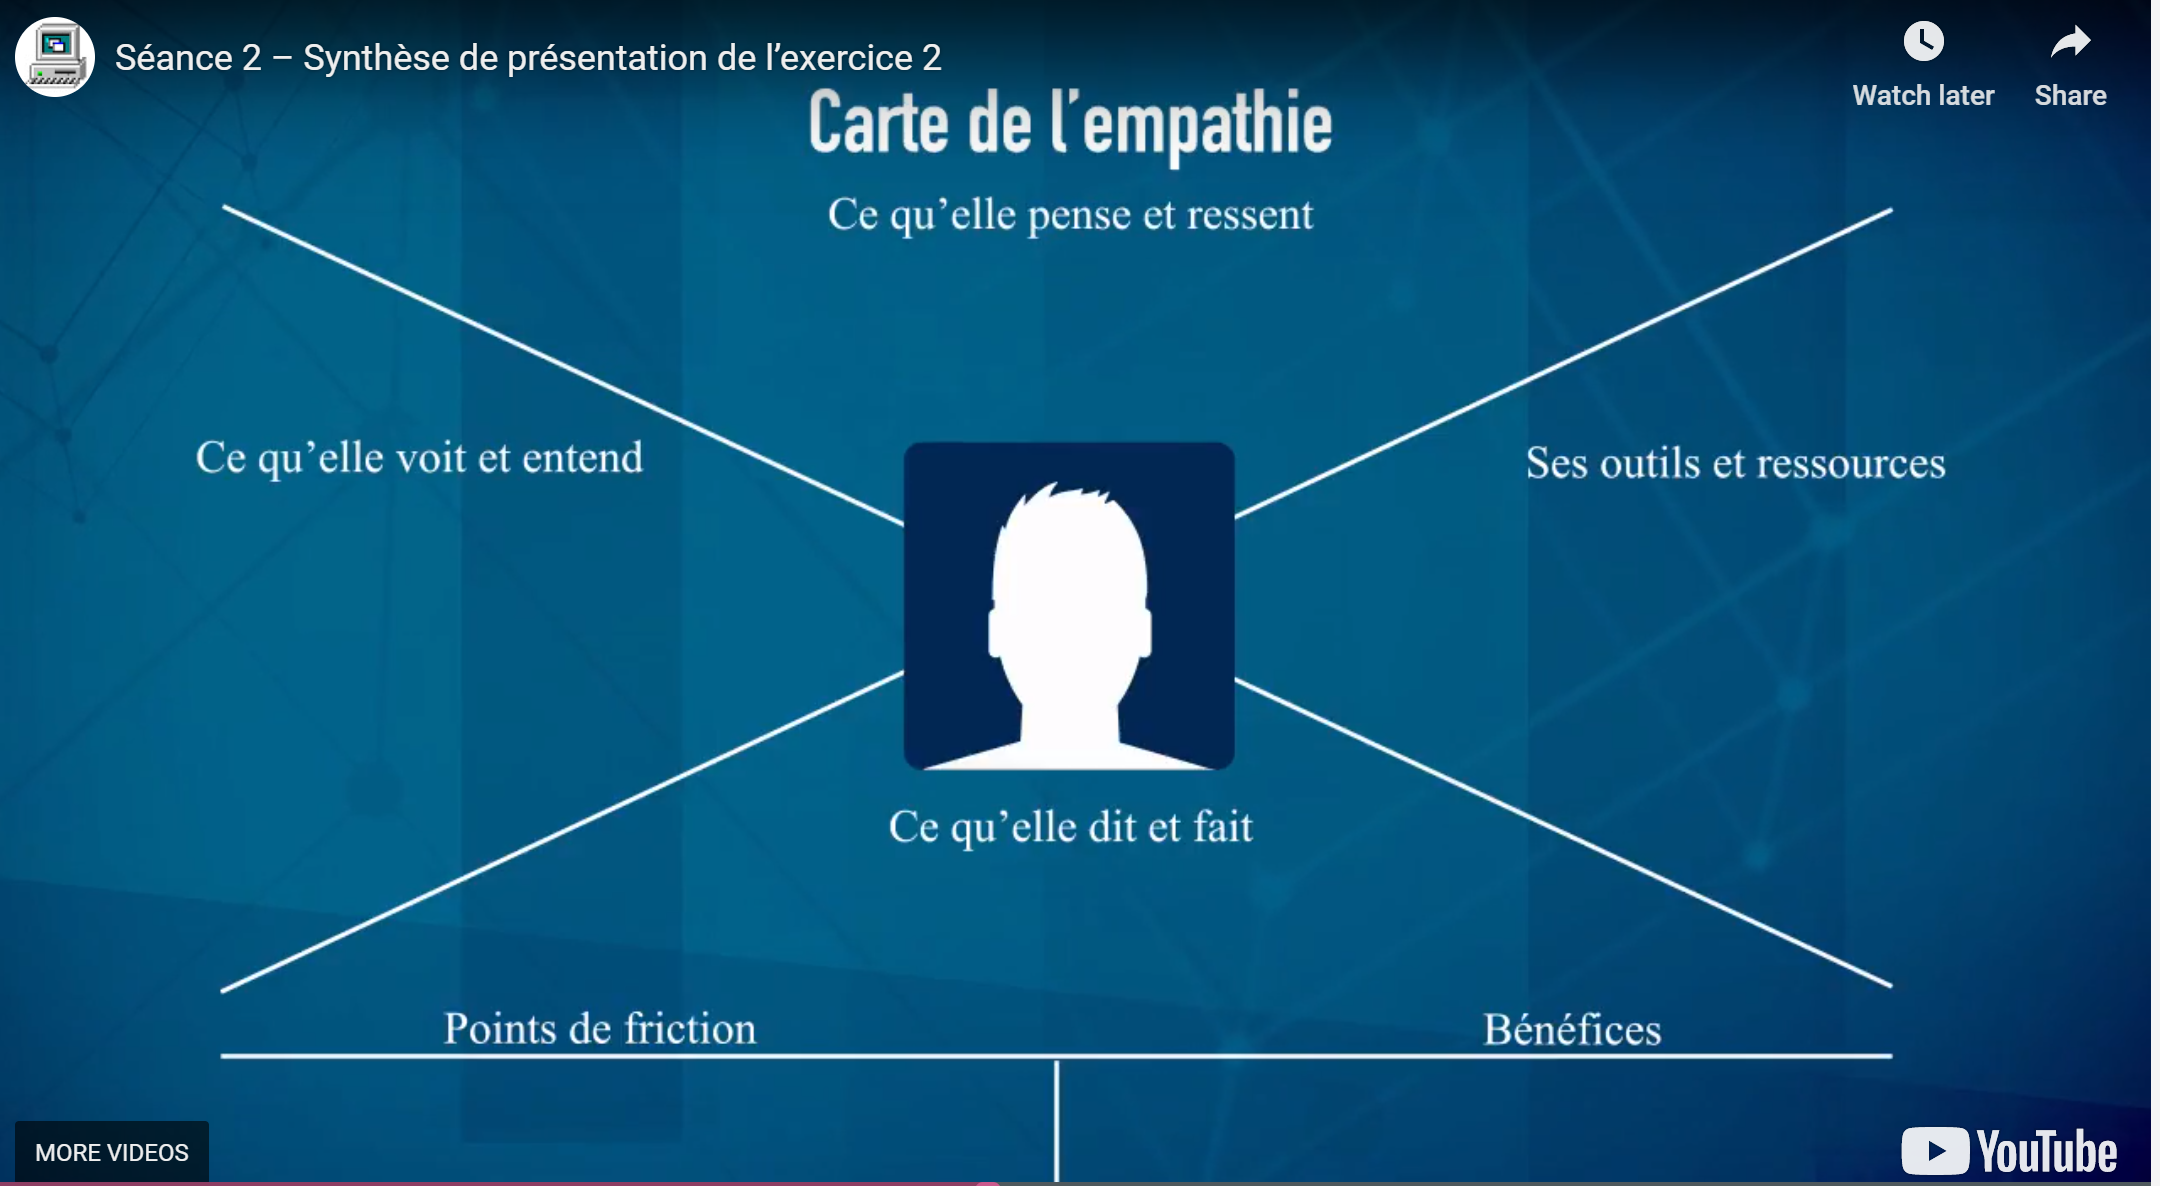 Séance 2 – Synthèse de présentation de l’exercice 2
Watch later
Share
Carte de l’empathie
Ce qu’elle pense et ressent
Ce qu’elle voit et entend
Ses outils et ressources
Ce qu’elle dit et fait
Points de friction
Bénéfices
MORE VIDEOS
YouTube